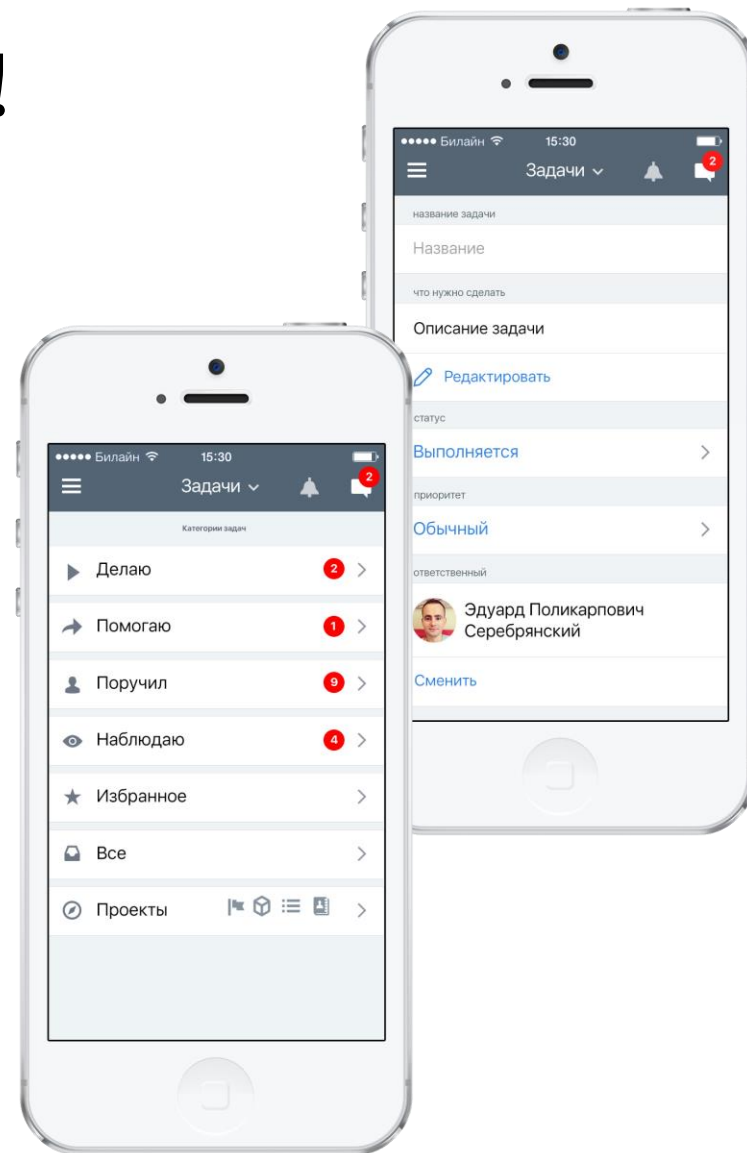 !
Билайн 15:30
Задачи
2
название задачи
Название
что нужно сделать
Описание задачи
Редактировать
статус
Выполняется
приоритет
Обычный
ответственный
Эдуард Поликарпович
Серебрянский
Сменить
Билайн 15:30
Задачи
2
Категории задач
Делаю 2
Помогаю 1
Поручил 9
Наблюдаю 4
Избранное
Все
Проекты